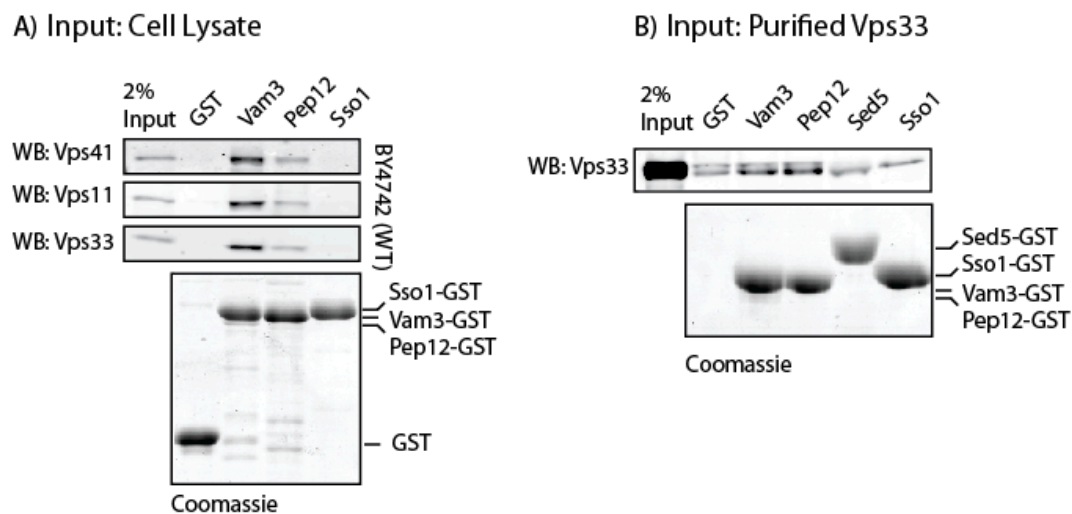 A) Input: Cell Lysate
2%
Input GST Vam3 Pep12 Sso1
WB: Vps41
WB: Vps11
WB: Vps33
BY4742 (WT)
Sso1-GST
Vam3-GST
Pep12-GST
GST
Coomassie
B) Input: Purified Vps33
2%
Input GST Vam3 Pep12 Sed5 Sso1
WB: Vps33
Sed5-GST
Sso1-GST
Vam3-GST
Pep12-GST
Coomassie